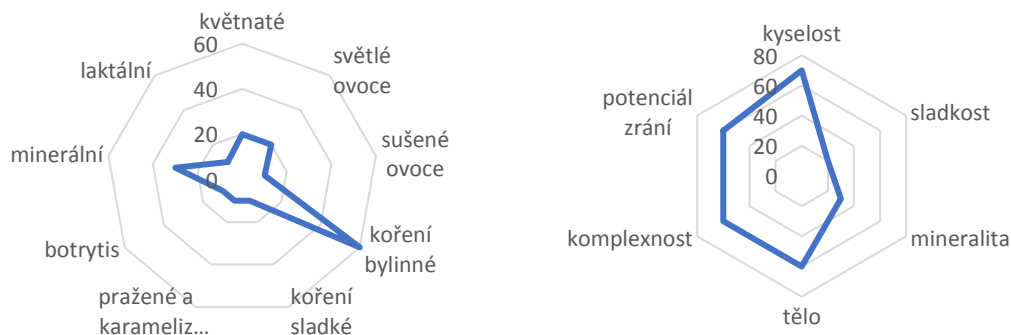 květnaté
60
světlé
ovoce
laktální
40
sušené
ovoce
20
minerální
0
koření
bylinné
botrytis
pražené a
karameliz...
koření
sladké
kyselost
80
60
potenciál
zrání
sladkost
40
20
0
komplexnost
mineralita
tělo